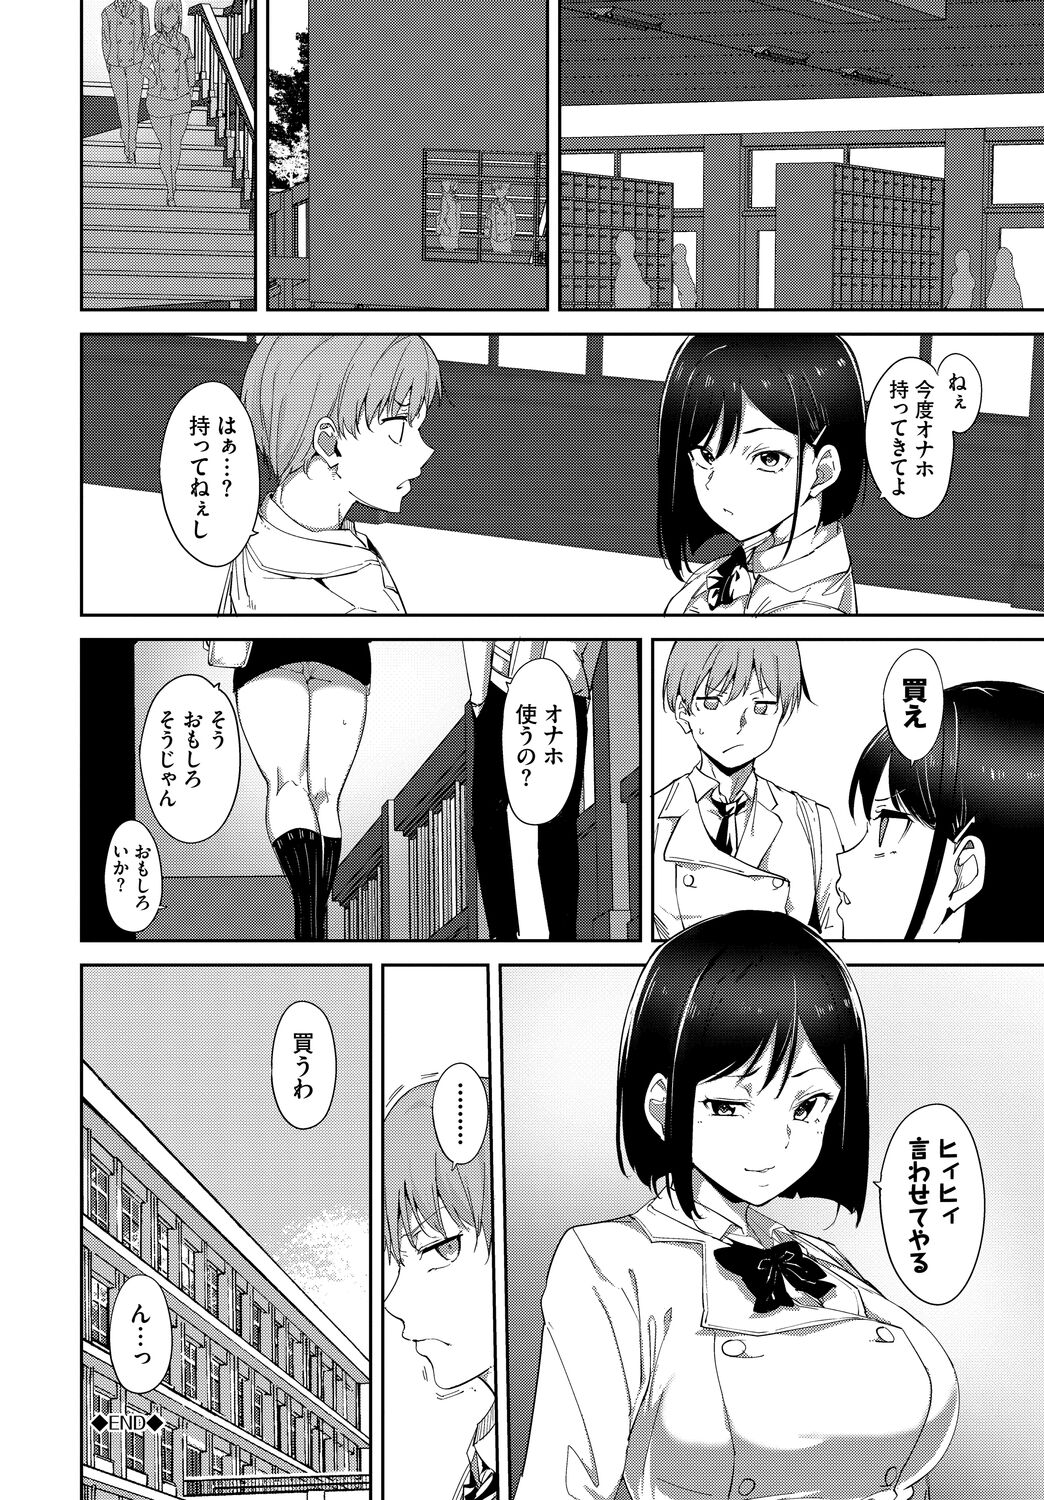 ねぇ
今度オナホ
持ってきてよ
はぁ…？
持ってねぇし
買え
オナホ
使うの？
そう
おもしろ
そうじゃん
おもしろ
いか？
ヒィヒィ
言わせてやる
………
買うわ
ん…っ
◆END◆